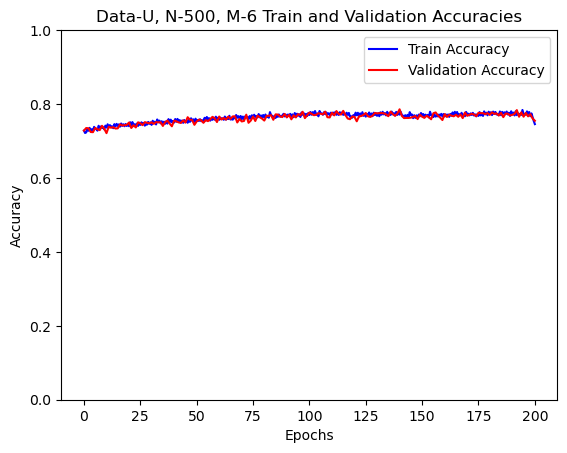 Data-U, N-500, M-6 Train and Validation Accuracies
Train Accuracy
Validation Accuracy
Accuracy
1.0
0.8
0.6
0.4
0.2
0.0
0 25 50 75 100 125 150 175 200
Epochs